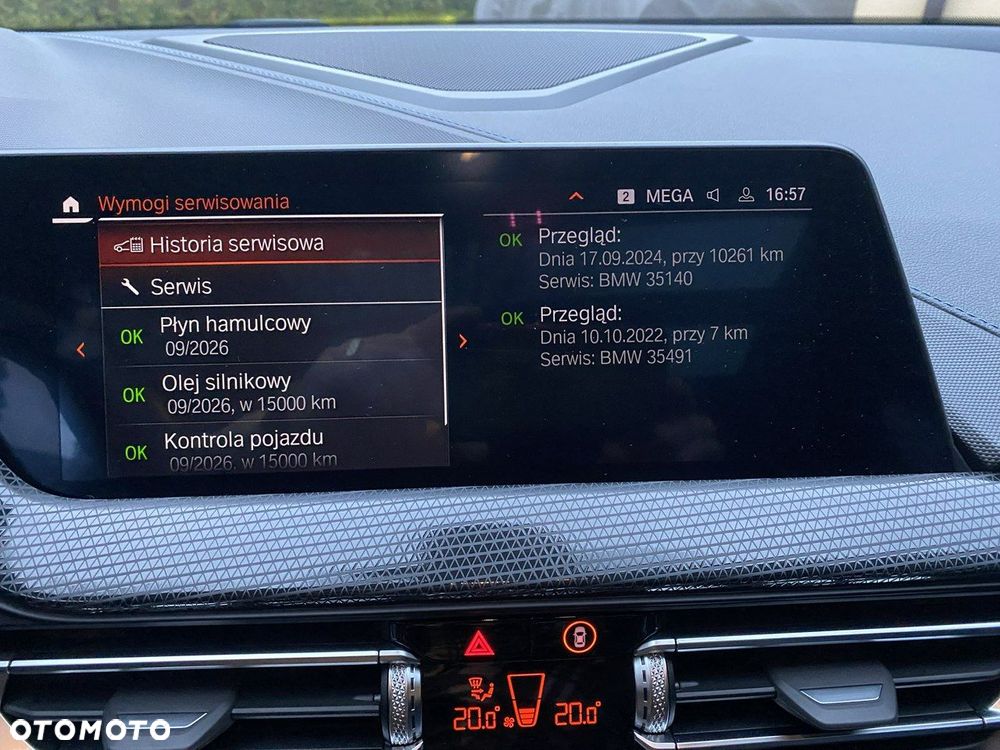 Wymogi serwisowania
2 MEGA 16:57
Historia serwisowa
Serwis
OK Płyn hamulcowy
09/2026
OK Olej silnikowy
09/2026, w 15000 km
OK Kontrola pojazdu
09/2026, w 15000 km
OK Przegląd:
Dnia 17.09.2024, przy 10261 km
Serwis: BMW 35140
OK Przegląd:
Dnia 10.10.2022, przy 7 km
Serwis: BMW 35491
20.0° 20.0°
OTOMOTO